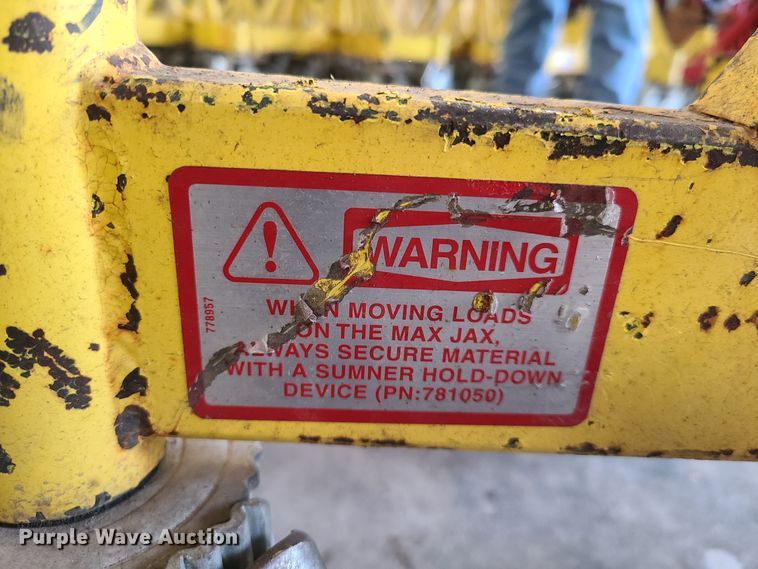 WARNING
778957
WHEN MOVING LOADS
ON THE MAX JAX,
ALWAYS SECURE MATERIAL
WITH A SUMNER HOLD-DOWN
DEVICE (PN:781050)
Purple Wave Auction